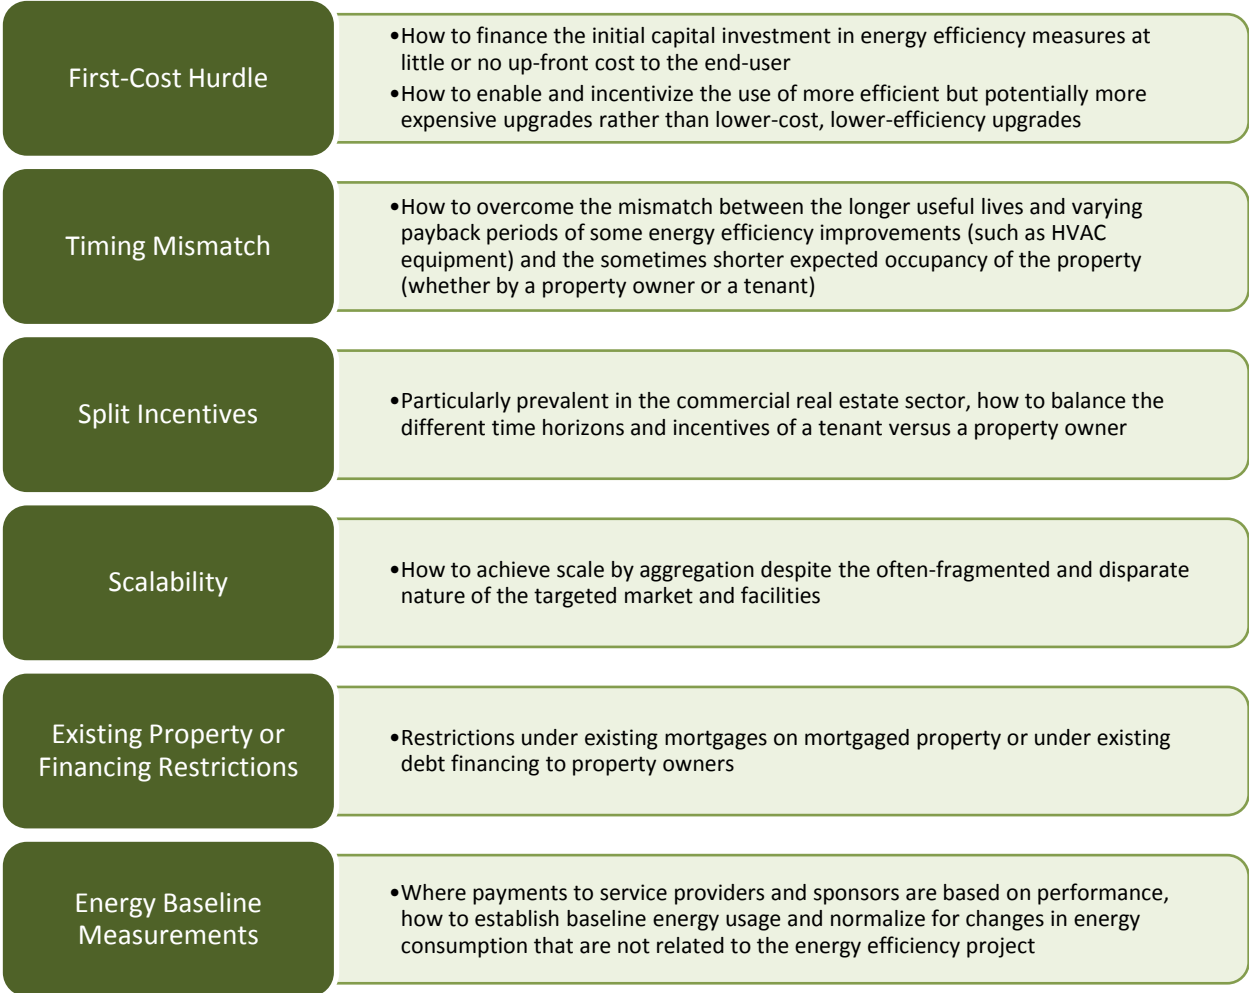 First-Cost Hurdle
•How to finance the initial capital investment in energy efficiency measures at
little or no up-front cost to the end-user
•How to enable and incentivize the use of more efficient but potentially more
expensive upgrades rather than lower-cost, lower-efficiency upgrades
Timing Mismatch
•How to overcome the mismatch between the longer useful lives and varying
payback periods of some energy efficiency improvements (such as HVAC
equipment) and the sometimes shorter expected occupancy of the property
(whether by a property owner or a tenant)
Split Incentives
•Particularly prevalent in the commercial real estate sector, how to balance the
different time horizons and incentives of a tenant versus a property owner
Scalability
•How to achieve scale by aggregation despite the often-fragmented and disparate
nature of the targeted market and facilities
Existing Property or
Financing Restrictions
•Restrictions under existing mortgages on mortgaged property or under existing
debt financing to property owners
Energy Baseline
Measurements
•Where payments to service providers and sponsors are based on performance,
how to establish baseline energy usage and normalize for changes in energy
consumption that are not related to the energy efficiency project